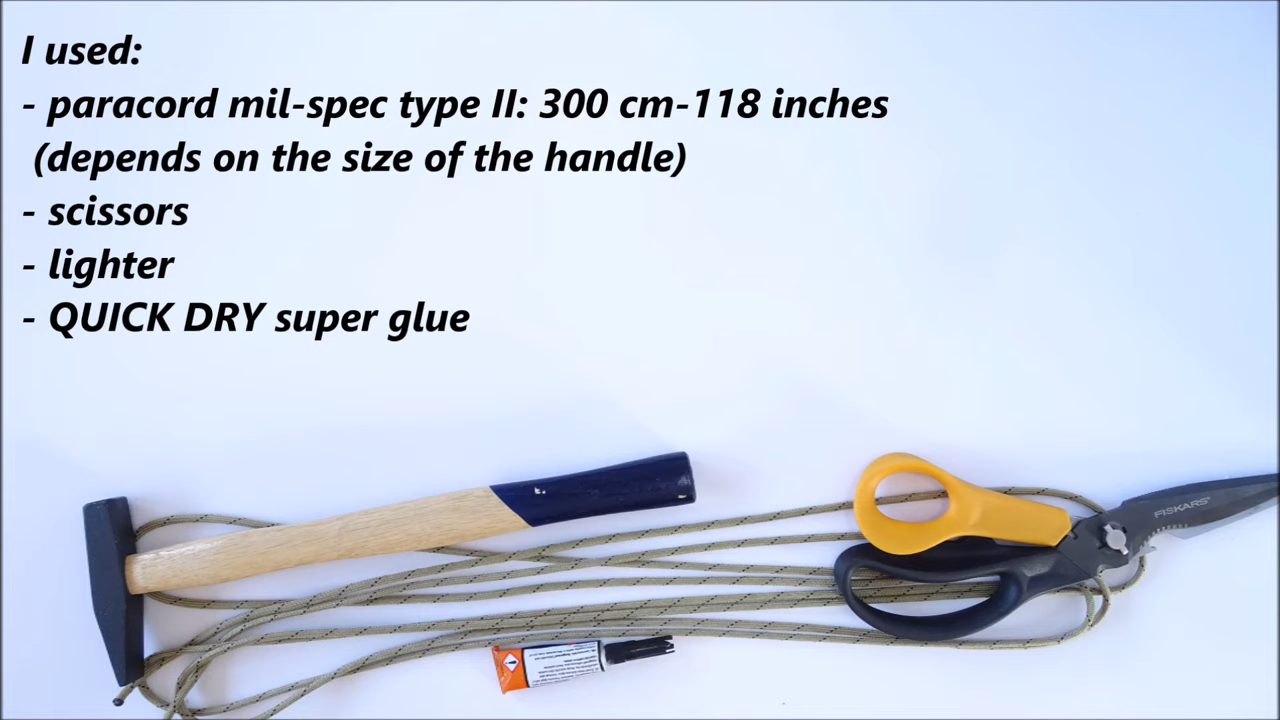 I used:
- paracord mil-spec type II: 300 cm-118 inches
(depends on the size of the handle)
- scissors
- lighter
- QUICK DRY super glue
FISKARS